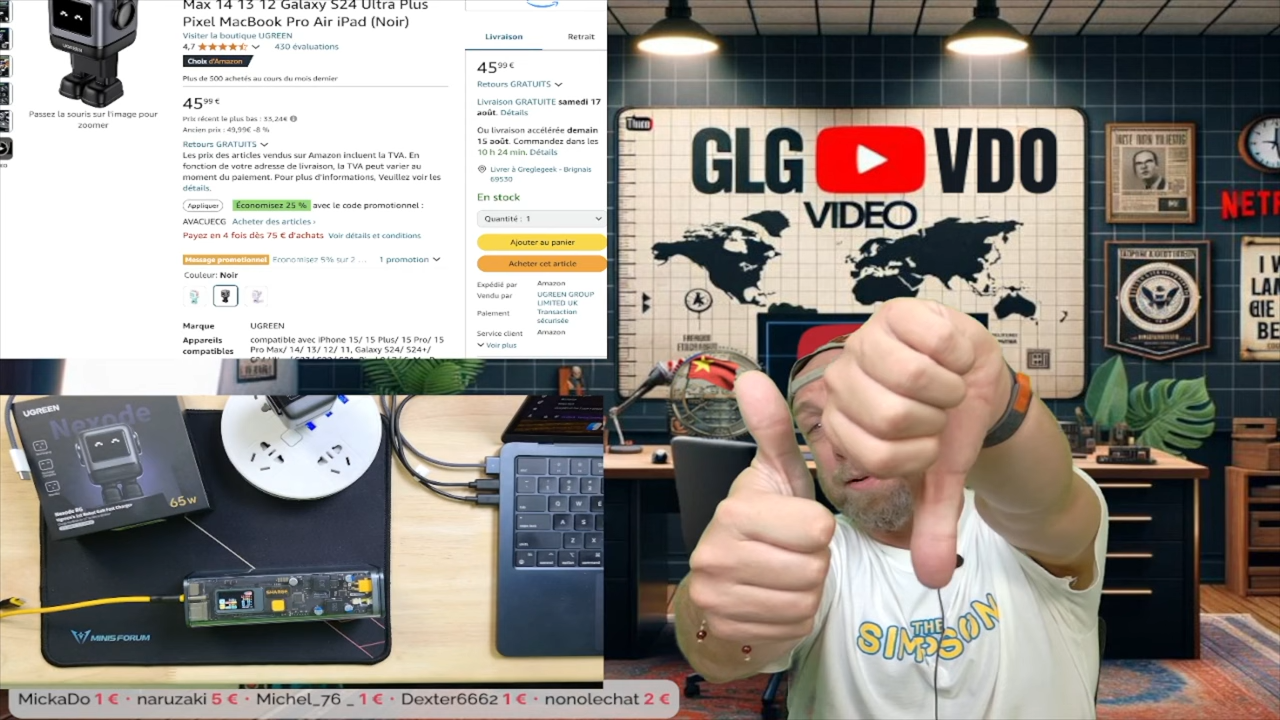 Max 14 13 12 Galaxy S24 Ultra Plus
Pixel MacBook Pro Air iPad (Noir)
Visiter la boutique UGREEN
4,7
430 évaluations
Choix d'Amazon
Plus de 500 achetés au cours du mois dernier
Passez la souris sur l'image pour
zoomer
45,99 €
Prix récent le plus bas : 33,24€
Ancien prix : 49,99€ -8 %
Retours GRATUITS
Les prix des articles vendus sur Amazon incluent la TVA. En
fonction de votre adresse de livraison, la TVA peut varier au
moment du paiement. Pour plus d'informations, Veuillez voir les
détails.
Appliquer
Économisez 25 % avec le code promotionnel :
AVACUECG Acheter des articles ›
Payez en 4 fois dès 75 € d'achats Voir détails et conditions
Message promotionnel Economisez 5% sur 2 ... 1 promotion
Couleur: Noir
Marque UGREEN
Appareils
compatibles
compatible avec iPhone 15/ 15 Plus/ 15 Pro/ 15
Pro Max/ 14/ 13/ 12/ 11, Galaxy S24/ S24+/
Livraison
Retrait
45,99 €
Retours GRATUITS
Livraison GRATUITE samedi 17
août. Détails
Ou livraison accélérée demain
15 août. Commandez dans les
10 h 24 min. Détails
Livrer à Greglegeek - Brignais
69530
En stock
Quantité : 1
Ajouter au panier
Acheter cet article
Expédié par Amazon
Vendu par UGREEN GROUP
LIMITED UK
Paiement Transaction
sécurisée
Service client Amazon
Voir plus
GLG VDO
VIDEO
UGREEN
Nexode
65W
MINISFORUM
THE
SIMPSON
MickaDo 1 € · naruzaki 5 € · Michel_76 _ 1 € · Dexter6662 1 € · nonolechat 2 €